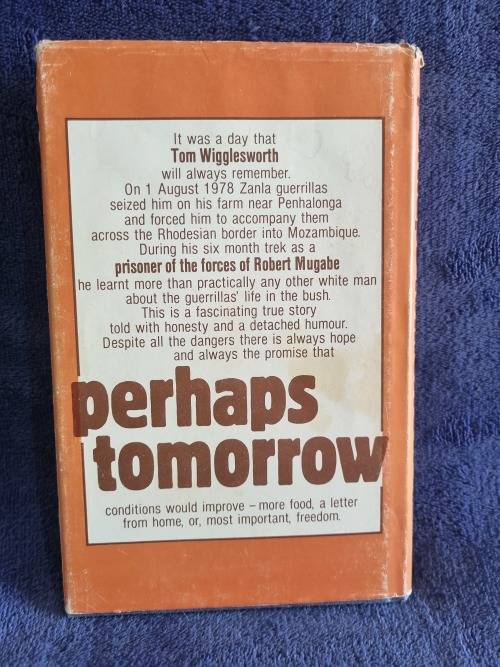 It was a day that
Tom Wigglesworth
will always remember.
On 1 August 1978 Zanla guerrillas
seized him on his farm near Penhalonga
and forced him to accompany them
across the Rhodesian border into Mozambique.
During his six month trek as a
prisoner of the forces of Robert Mugabe
he learnt more than practically any other white man
about the guerrillas' life in the bush.
This is a fascinating true story
told with honesty and a detached humour.
Despite all the dangers there is always hope
and always the promise that
perhaps
tomorrow
conditions would improve – more food, a letter
from home, or, most important, freedom.